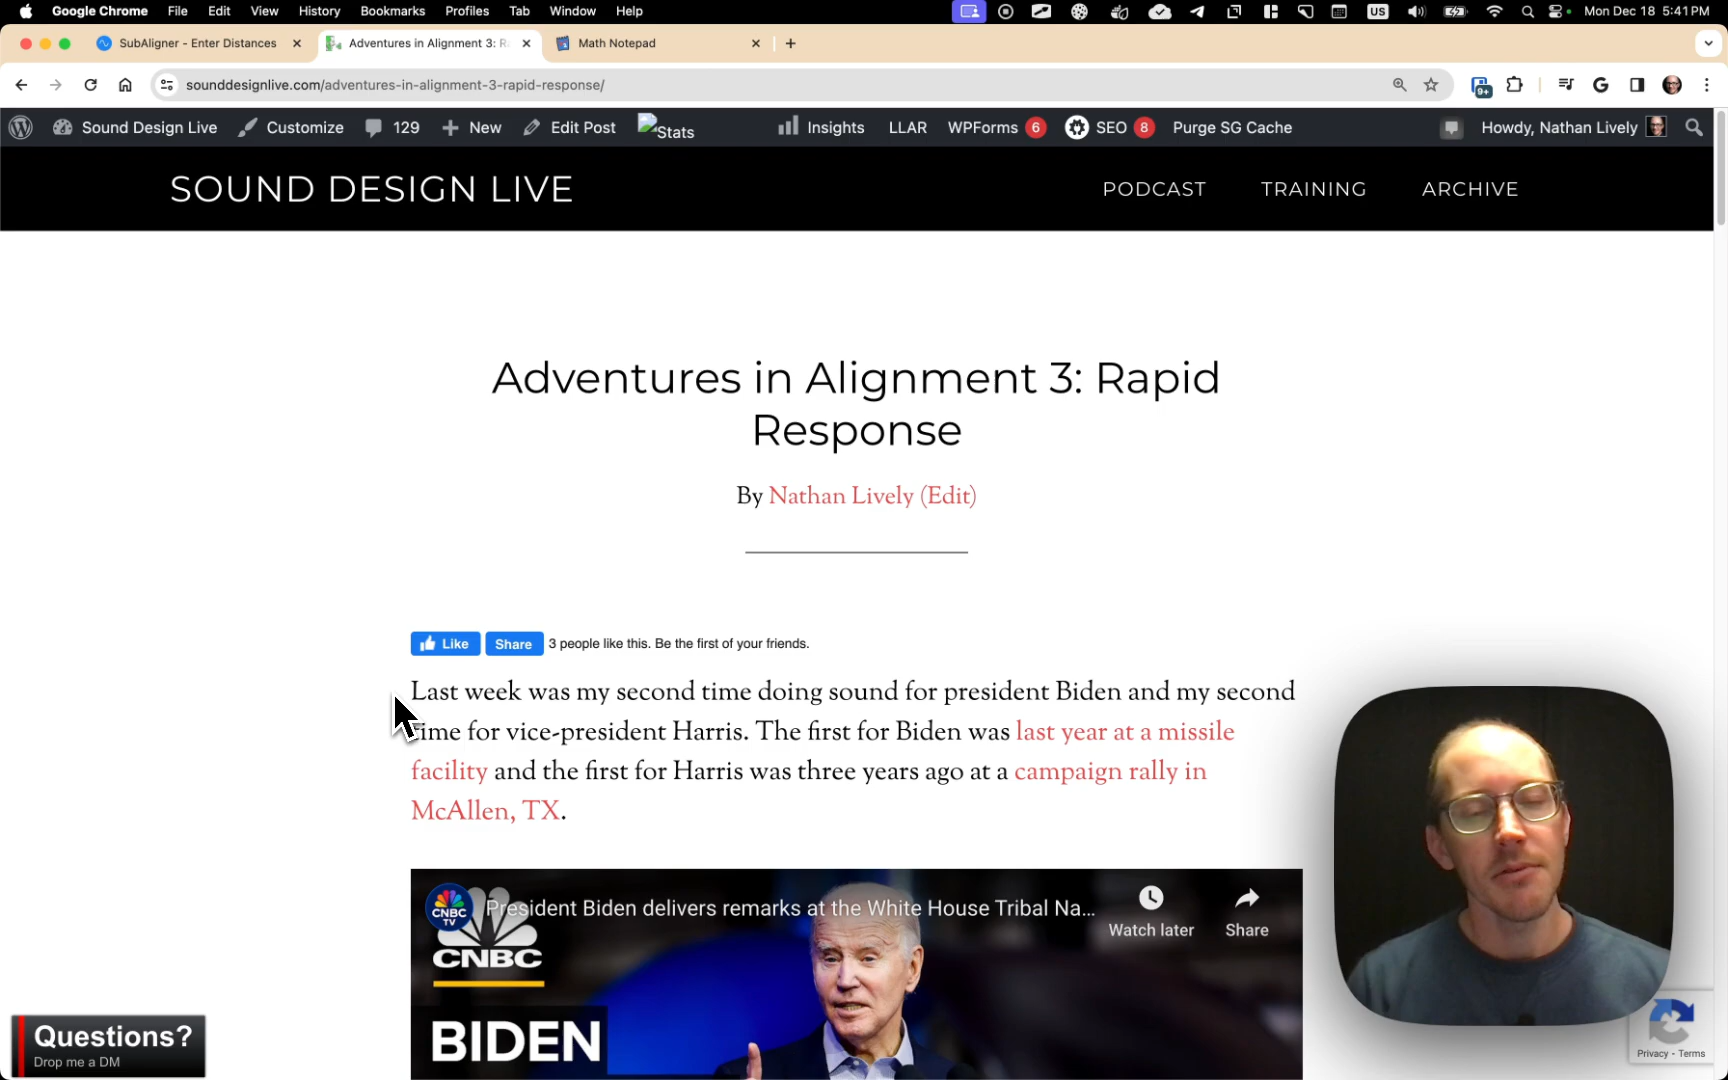 Google Chrome File Edit View History Bookmarks Profiles Tab Window Help US Mon Dec 18 5:41 PM
SubAligner - Enter Distances Adventures in Alignment 3: R Math Notepad
sounddesignlive.com/adventures-in-alignment-3-rapid-response/ 9+
Sound Design Live Customize 129 New Edit Post Stats Insights LLAR WPForms 6 SEO 8 Purge SG Cache Howdy, Nathan Lively
SOUND DESIGN LIVE PODCAST TRAINING ARCHIVE
Adventures in Alignment 3: Rapid
Response
By Nathan Lively (Edit)
Like Share 3 people like this. Be the first of your friends.
Last week was my second time doing sound for president Biden and my second
time for vice-president Harris. The first for Biden was last year at a missile
facility and the first for Harris was three years ago at a campaign rally in
McAllen, TX.
CNBC TV President Biden delivers remarks at the White House Tribal Na... Watch later Share
CNBC
BIDEN
Questions?
Drop me a DM
Privacy - Terms